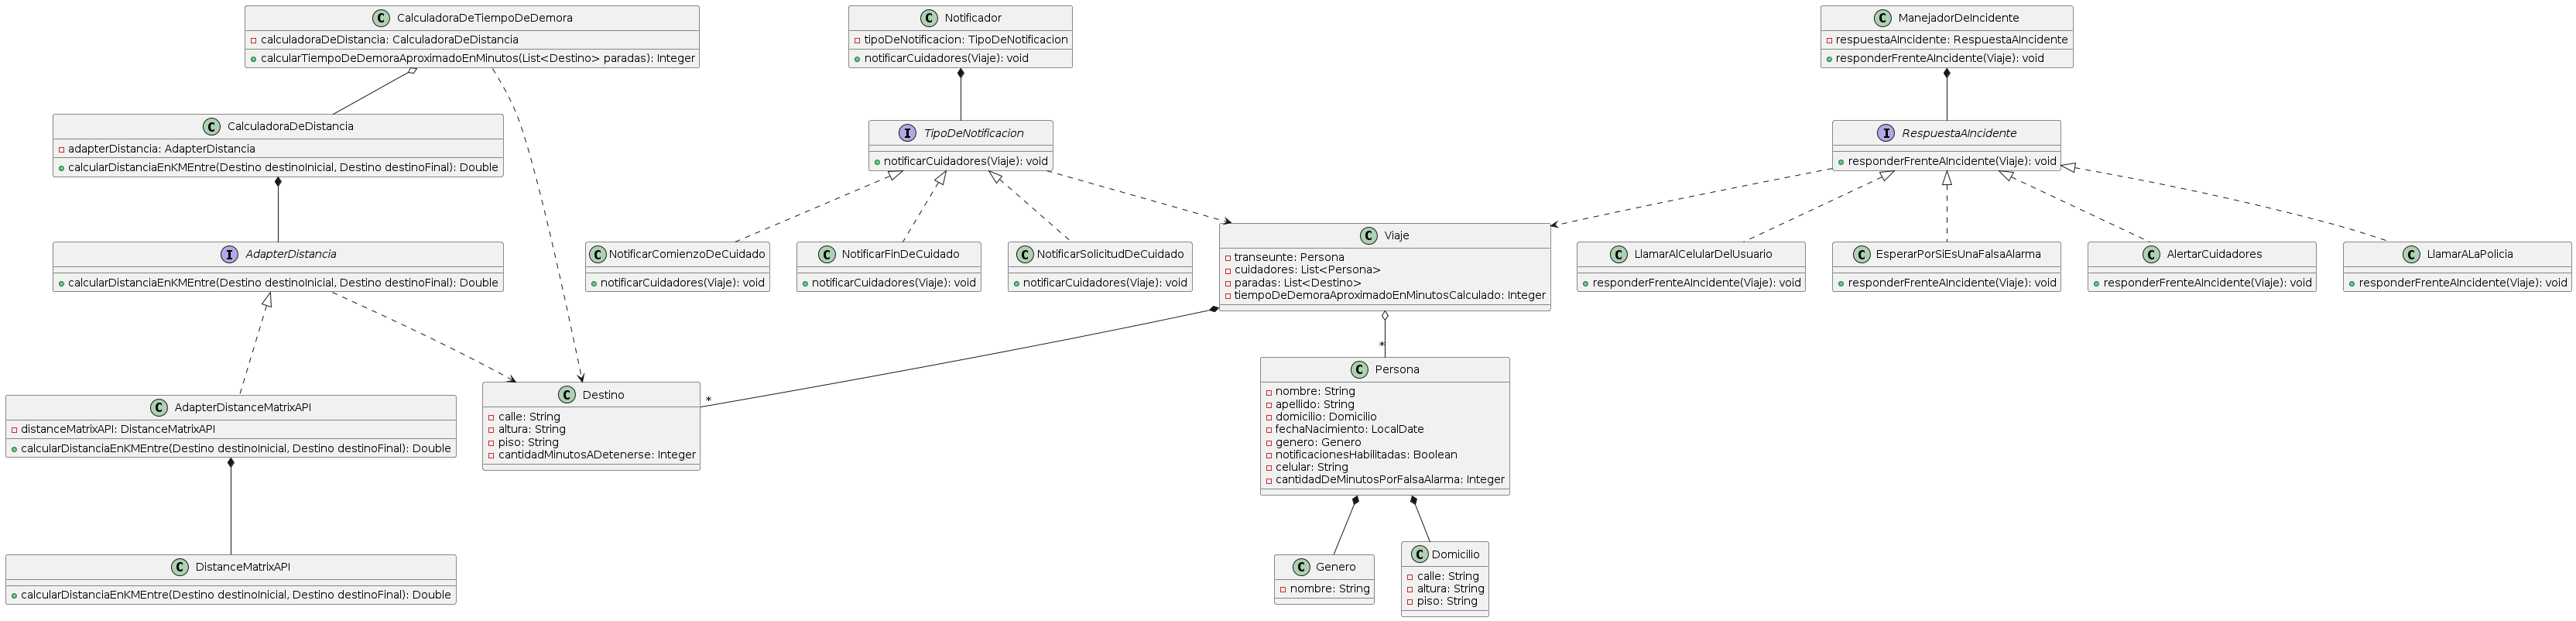 C CalculadoraDeTiempoDeDemora
calculadoraDeDistancia: CalculadoraDeDistancia
calcularTiempoDeDemoraAproximadoEnMinutos(List<Destino> paradas): Integer
C Notificador
tipoDeNotificacion: TipoDeNotificacion
notificarCuidadores(Viaje): void
C ManejadorDeIncidente
respuestaAIncidente: RespuestaAIncidente
responderFrenteAIncidente(Viaje): void
C CalculadoraDeDistancia
adapterDistancia: AdapterDistancia
calcularDistanciaEnKMEntre(Destino destinoInicial, Destino destinoFinal): Double
I TipoDeNotificacion
notificarCuidadores(Viaje): void
I RespuestaAIncidente
responderFrenteAIncidente(Viaje): void
I AdapterDistancia
calcularDistanciaEnKMEntre(Destino destinoInicial, Destino destinoFinal): Double
C NotificarComienzoDeCuidado
notificarCuidadores(Viaje): void
C NotificarFinDeCuidado
notificarCuidadores(Viaje): void
C NotificarSolicitudDeCuidado
notificarCuidadores(Viaje): void
C Viaje
transeunte: Persona
cuidadores: List<Persona>
paradas: List<Destino>
tiempoDeDemoraAproximadoEnMinutosCalculado: Integer
C LlamarAlCelularDelUsuario
responderFrenteAIncidente(Viaje): void
C EsperarPorSiEsUnaFalsaAlarma
responderFrenteAIncidente(Viaje): void
C AlertarCuidadores
responderFrenteAIncidente(Viaje): void
C LlamarALaPolicia
responderFrenteAIncidente(Viaje): void
C AdapterDistanceMatrixAPI
distanceMatrixAPI: DistanceMatrixAPI
calcularDistanciaEnKMEntre(Destino destinoInicial, Destino destinoFinal): Double
C Destino
calle: String
altura: String
piso: String
cantidadMinutosADetenerse: Integer
*
*
C Persona
nombre: String
apellido: String
domicilio: Domicilio
fechaNacimiento: LocalDate
genero: Genero
notificacionesHabilitadas: Boolean
celular: String
cantidadDeMinutosPorFalsaAlarma: Integer
C DistanceMatrixAPI
calcularDistanciaEnKMEntre(Destino destinoInicial, Destino destinoFinal): Double
C Genero
nombre: String
C Domicilio
calle: String
altura: String
piso: String